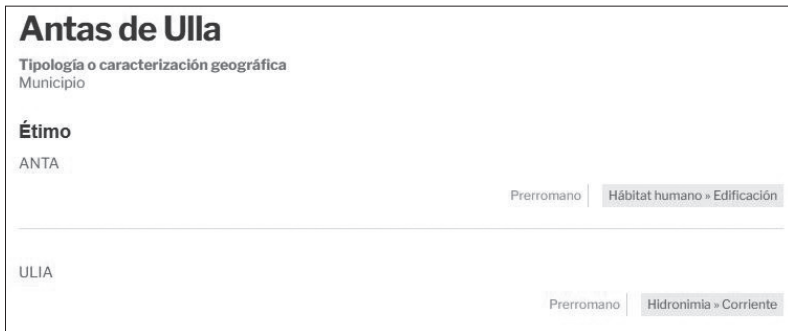 Antas de Ulla
Tipología o caracterización geográfica
Municipio
Étimo
ANTA
Prerromano Hábitat humano » Edificación
ULIA
Prerromano Hidronimia » Corriente